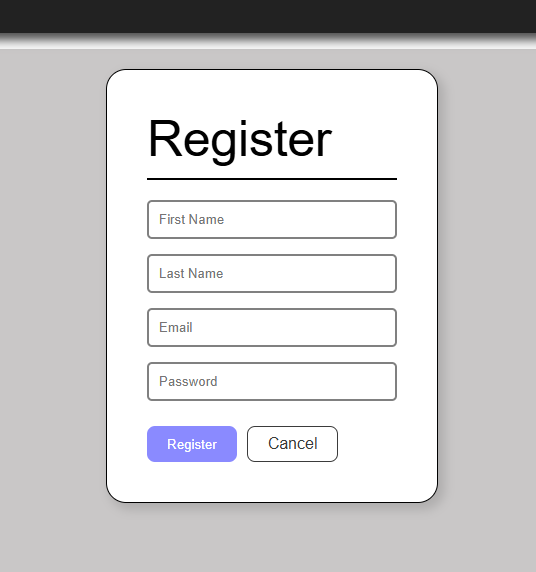 Register
First Name
Last Name
Email
Password
Register Cancel